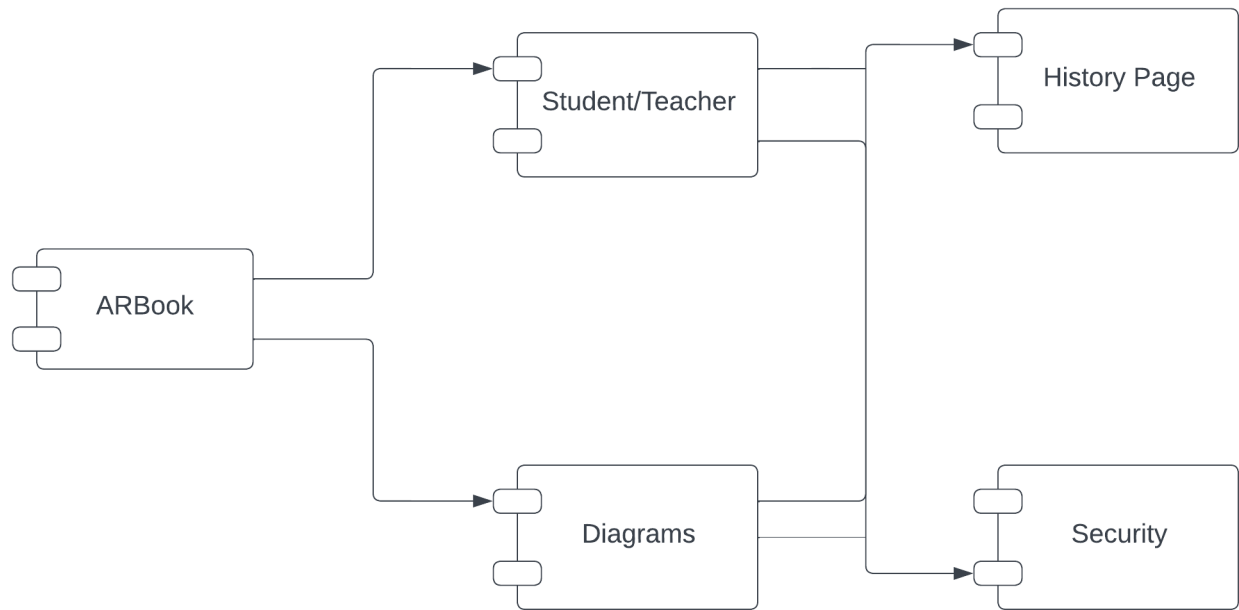 History Page
Student/Teacher
ARBook
Diagrams
Security